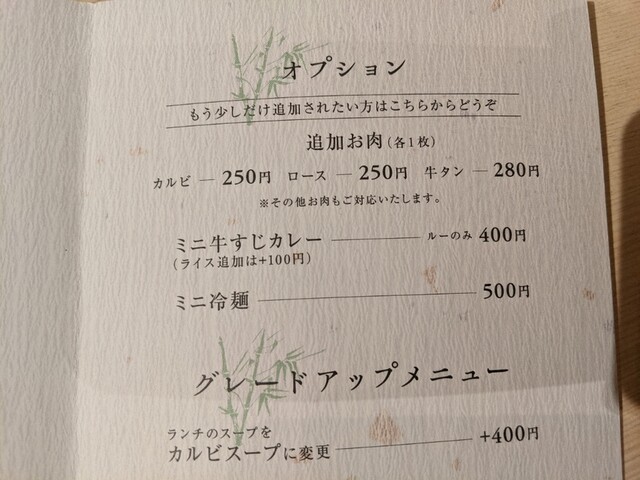 オプション
もう少しだけ追加されたい方はこちらからどうぞ
追加お肉(各1枚)
カルビ — 250円 ロース — 250円 牛タン — 280円
※その他お肉もご対応いたします。
ミニ牛すじカレー ——— ルーのみ 400円
(ライス追加は+100円)
ミニ冷麺 ——— 500円
グレードアップメニュー
ランチのスープを
カルビスープに変更 ——— +400円